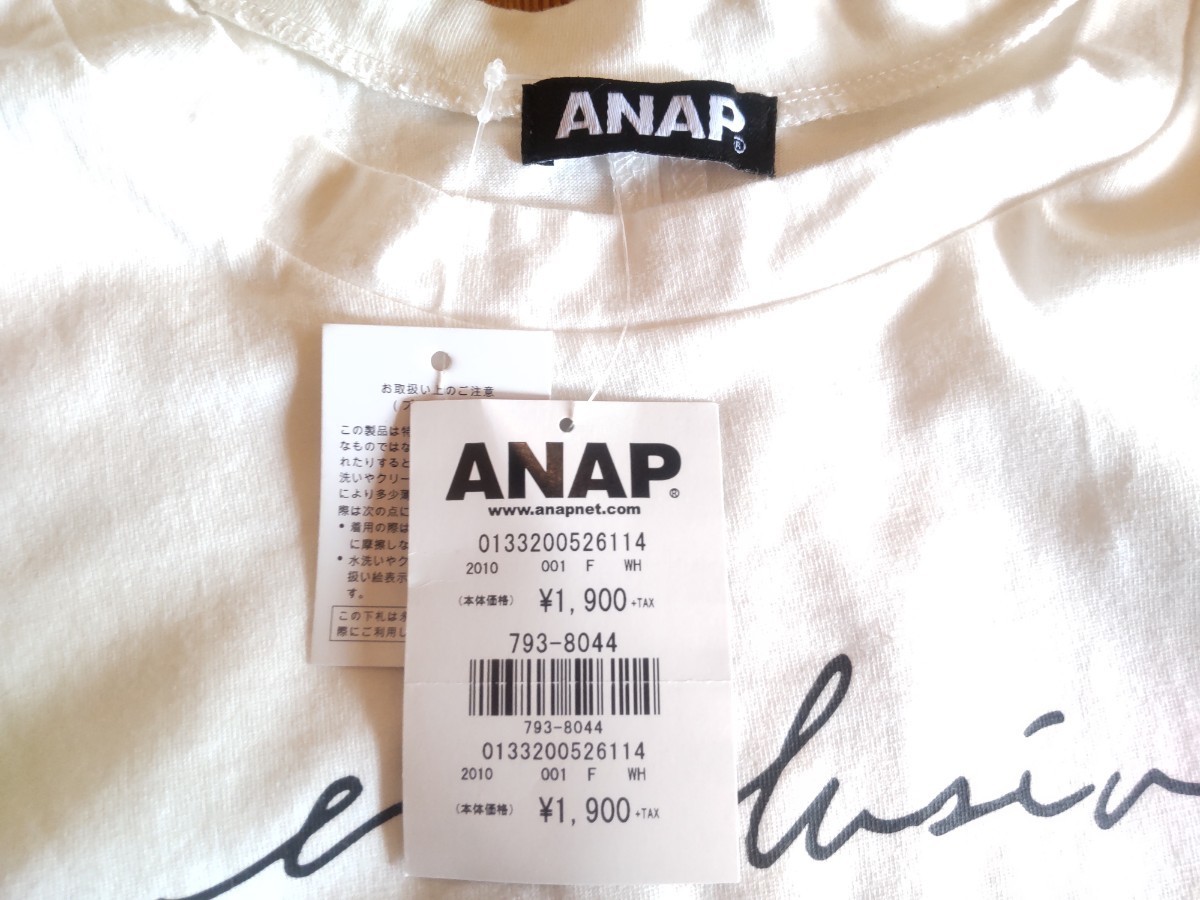 ANAP®
お取扱い上のご注意
この製品は特
なものではな
れたりすると
洗いやクリー
により多少薄
際は次の点に
• 着用の際は
に摩擦しな
• 水洗いやク
扱い絵表示
す。
この下札は
際にご利用し
ANAP®
www.anapnet.com
0133200526114
2010 001 F WH
(本体価格) ¥1,900+TAX
793-8044
793-8044
0133200526114
2010 001 F WH
(本体価格) ¥1,900+TAX